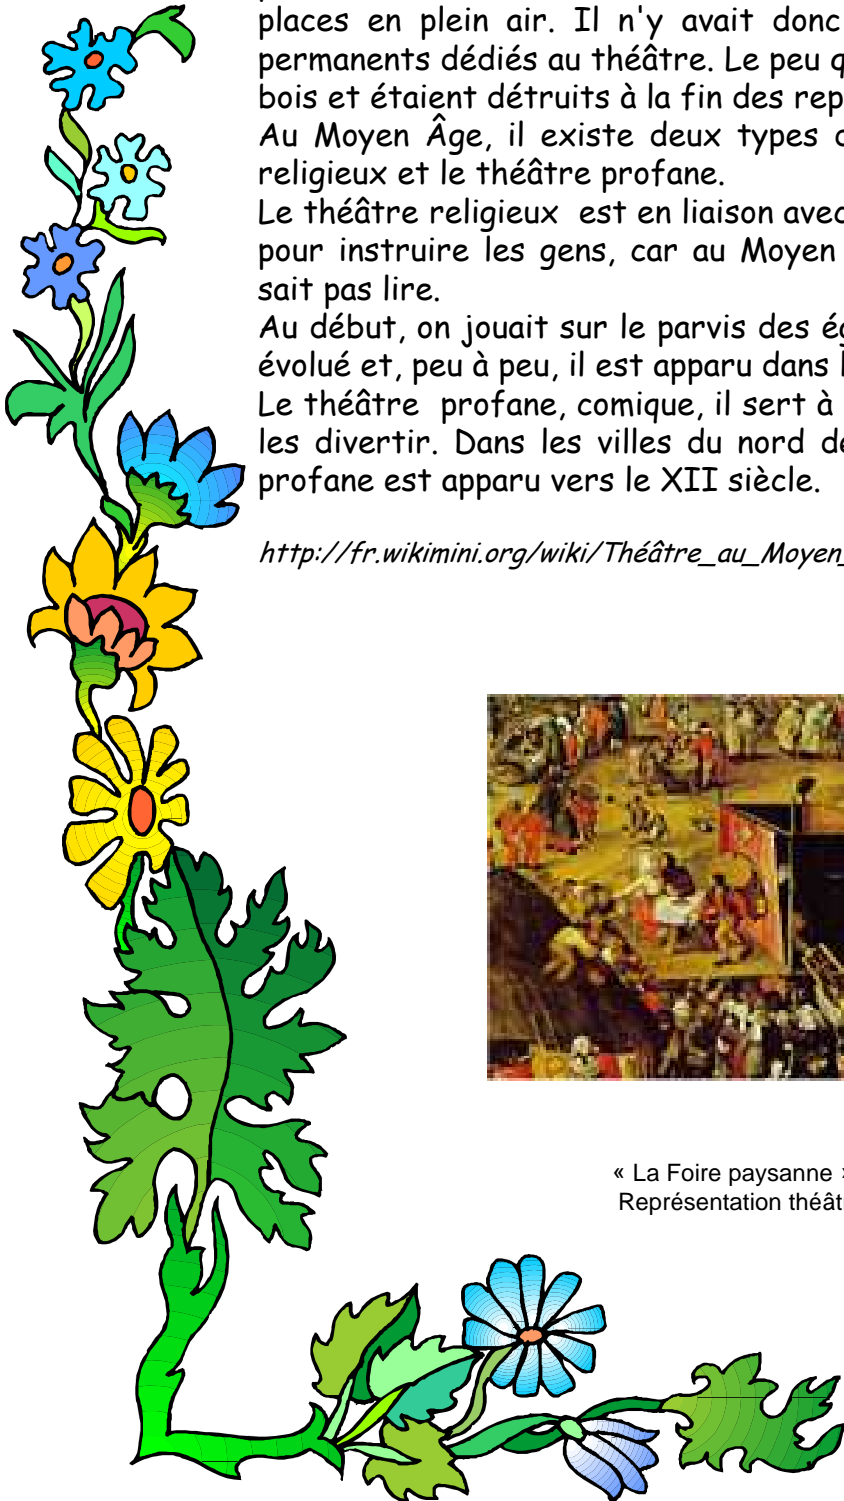 places en plein air. Il n'y avait donc
permanents dédiés au théâtre. Le peu
bois et étaient détruits à la fin des
Au Moyen Âge, il existe deux types
religieux et le théâtre profane.
Le théâtre religieux est en liaison avec
pour instruire les gens, car au Moyen
sait pas lire.
Au début, on jouait sur le parvis des
évolué et, peu à peu, il est apparu dans
Le théâtre profane, comique, il sert à
les divertir. Dans les villes du nord
profane est apparu vers le XII siècle.
http://fr.wikimini.org/wiki/Théâtre_au_Moyen_
« La Foire paysanne »
Représentation